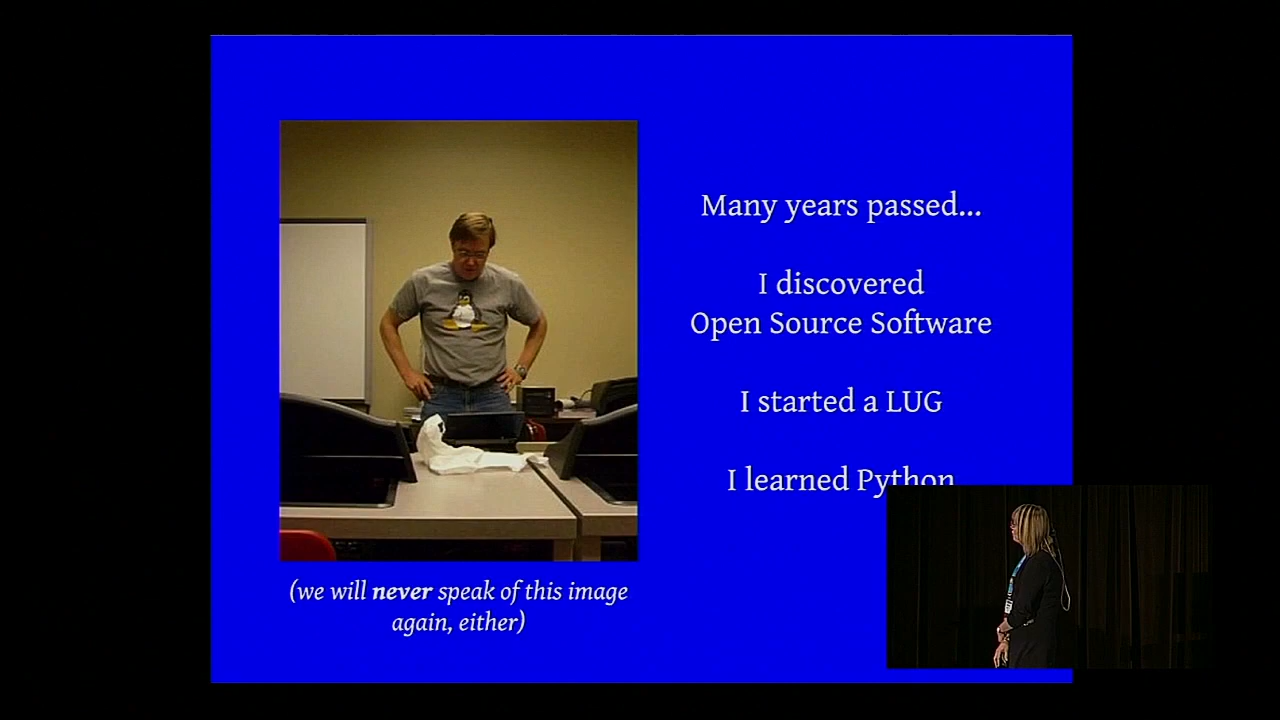 Many years passed...
I discovered
Open Source Software
I started a LUG
I learned Python
(we will never speak of this image
again, either)